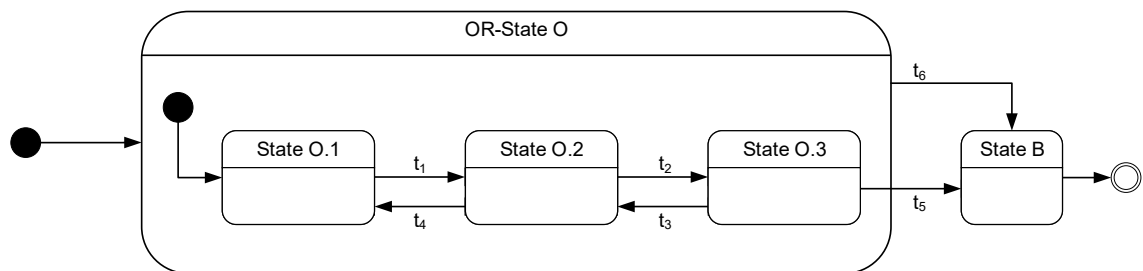 OR-State O
t₆
State O.1
t₁
State O.2
t₂
State O.3
State B
t₄
t₃
t₅